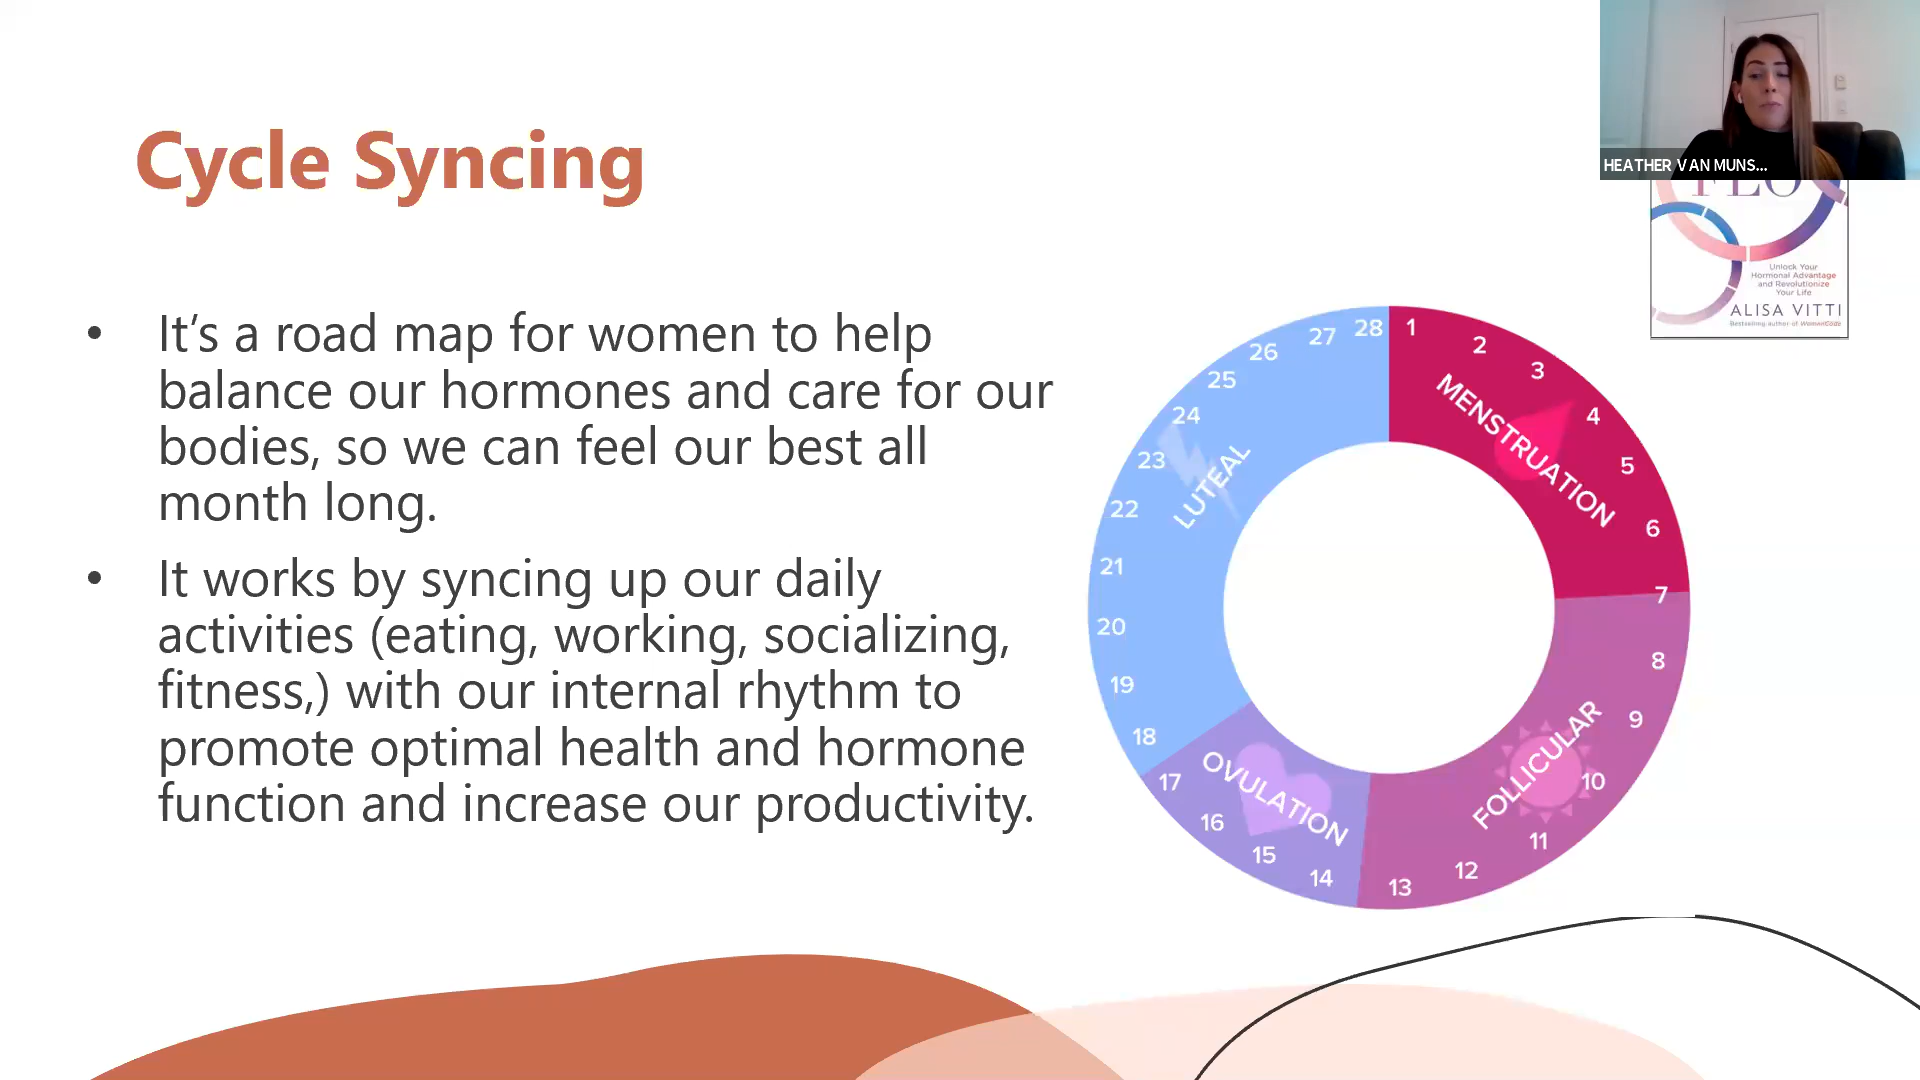 HEATHER VAN MUNS...
Cycle Syncing
FLO
Unlock Your
Hormonal Advantage
and Revolutionize
Your Life
ALISA VITTI
Bestselling author of WomanCode
• It’s a road map for women to help
balance our hormones and care for our
bodies, so we can feel our best all
month long.
• It works by syncing up our daily
activities (eating, working, socializing,
fitness,) with our internal rhythm to
promote optimal health and hormone
function and increase our productivity.
1
2
3
4
5
6
7
MENSTRUATION
8
9
10
11
12
13
FOLLICULAR
14
15
16
17
OVULATION
18
19
20
21
22
23
24
25
26
27
28
LUTEAL